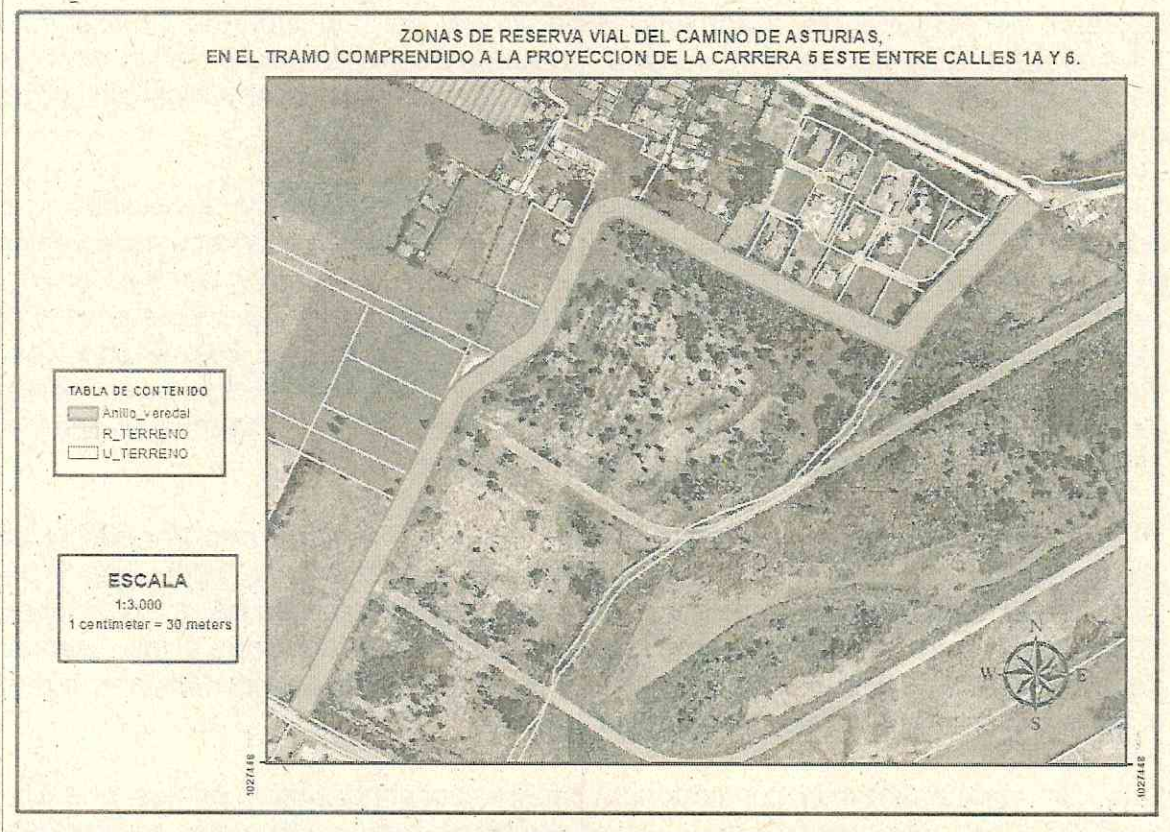 ZONAS DE RESERVA VIAL DEL CAMINO DE ASTURIAS,
EN EL TRAMO COMPRENDIDO A LA PROYECCION DE LA CARRERA 5 ESTE ENTRE CALLES 1A Y 6.
TABLA DE CONTENIDO
Anillo_veredal
R_TERRENO
U_TERRENO
ESCALA
1:3.000
1 centimeter = 30 meters
N
W
E
S
1027448
1027448